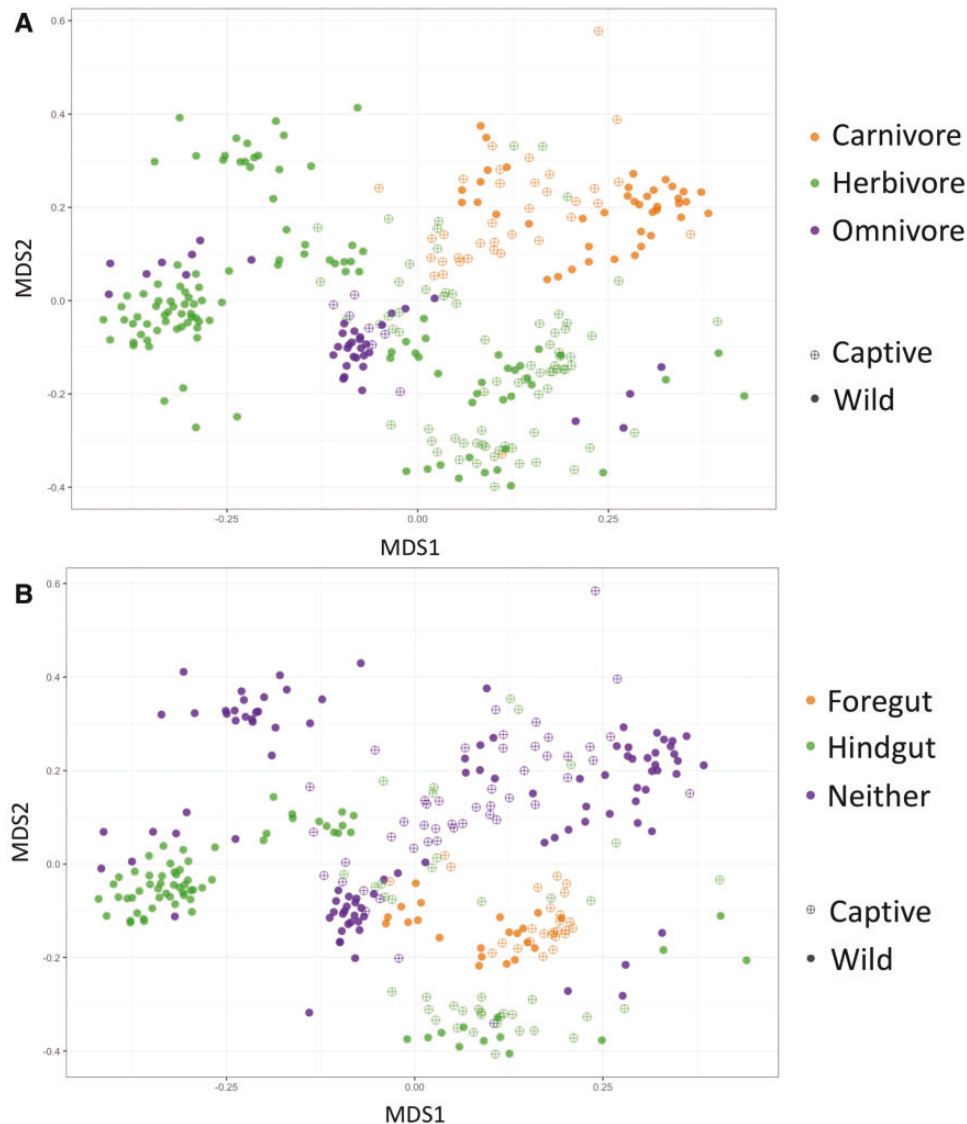 A
0.6
0.4
0.2
0.0
-0.2
-0.4
MDS2
-0.25
0.00
0.25
MDS1
Carnivore
Herbivore
Omnivore
Captive
Wild
B
0.6
0.4
0.2
0.0
-0.2
-0.4
MDS2
-0.25
0.00
0.25
MDS1
Foregut
Hindgut
Neither
Captive
Wild